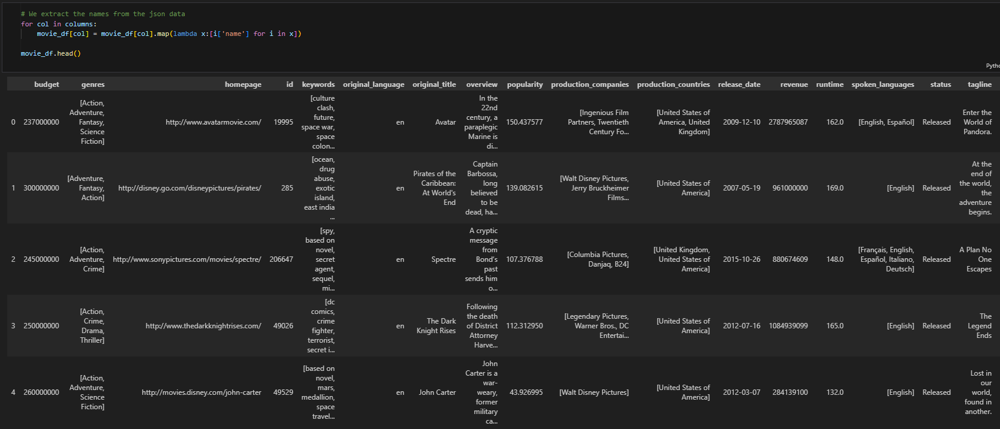 # We extract the names from the json data
for col in columns:
    movie_df[col] = movie_df[col].map(lambda x:[i['name'] for i in x])
movie_df.head()
Pytho
budget genres homepage id keywords original_language original_title overview popularity production_companies production_countries release_date revenue runtime spoken_languages status tagline
0 237000000 [Action, Adventure, Fantasy, Science Fiction] http://www.avatarmovie.com/ 19995 [culture clash, future, space war, space colon... en Avatar In the 22nd century, a paraplegic Marine is di... 150.437577 [Ingenious Film Partners, Twentieth Century Fo... [United States of America, United Kingdom] 2009-12-10 2787965087 162.0 [English, Español] Released Enter the World of Pandora.
1 300000000 [Adventure, Fantasy, Action] http://disney.go.com/disneypictures/pirates/ 285 [ocean, drug abuse, exotic island, east india ... en Pirates of the Caribbean: At World's End Captain Barbossa, long believed to be dead, ha... 139.082615 [Walt Disney Pictures, Jerry Bruckheimer Films... [United States of America] 2007-05-19 961000000 169.0 [English] Released At the end of the world, the adventure begins.
2 245000000 [Action, Adventure, Crime] http://www.sonypictures.com/movies/spectre/ 206647 [spy, based on novel, secret agent, sequel, mi... en Spectre A cryptic message from Bond's past sends him o... 107.376788 [Columbia Pictures, Danjaq, B24] [United Kingdom, United States of America] 2015-10-26 880674609 148.0 [Français, English, Español, Italiano, Deutsch] Released A Plan No One Escapes
3 250000000 [Action, Crime, Drama, Thriller] http://www.thedarkknightrises.com/ 49026 [dc comics, crime fighter, terrorist, secret i... en The Dark Knight Rises Following the death of District Attorney Harve... 112.312950 [Legendary Pictures, Warner Bros., DC Entertai... [United States of America] 2012-07-16 1084939099 165.0 [English] Released The Legend Ends
4 260000000 [Action, Adventure, Science Fiction] http://movies.disney.com/john-carter 49529 [based on novel, mars, medallion, space travel... en John Carter John Carter is a war-weary, former military ca... 43.926995 [Walt Disney Pictures] [United States of America] 2012-03-07 284139100 132.0 [English] Released Lost in our world, found in another.